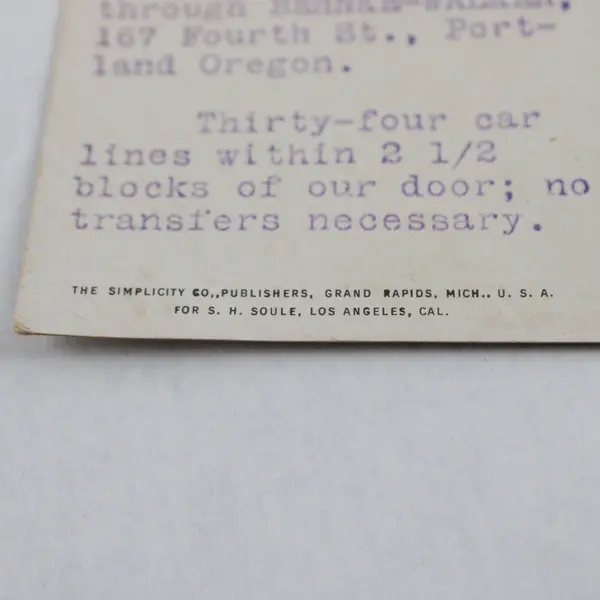 through
167 Fourth St., Port-
land Oregon.
Thirty-four car
lines within 2 1/2
blocks of our door; no
transfers necessary.
THE SIMPLICITY CO,,PUBLISHERS, GRAND RAPIDS, MICH.. U. S. A.
FOR S. H. SOULE, LOS ANGELES, CAL.